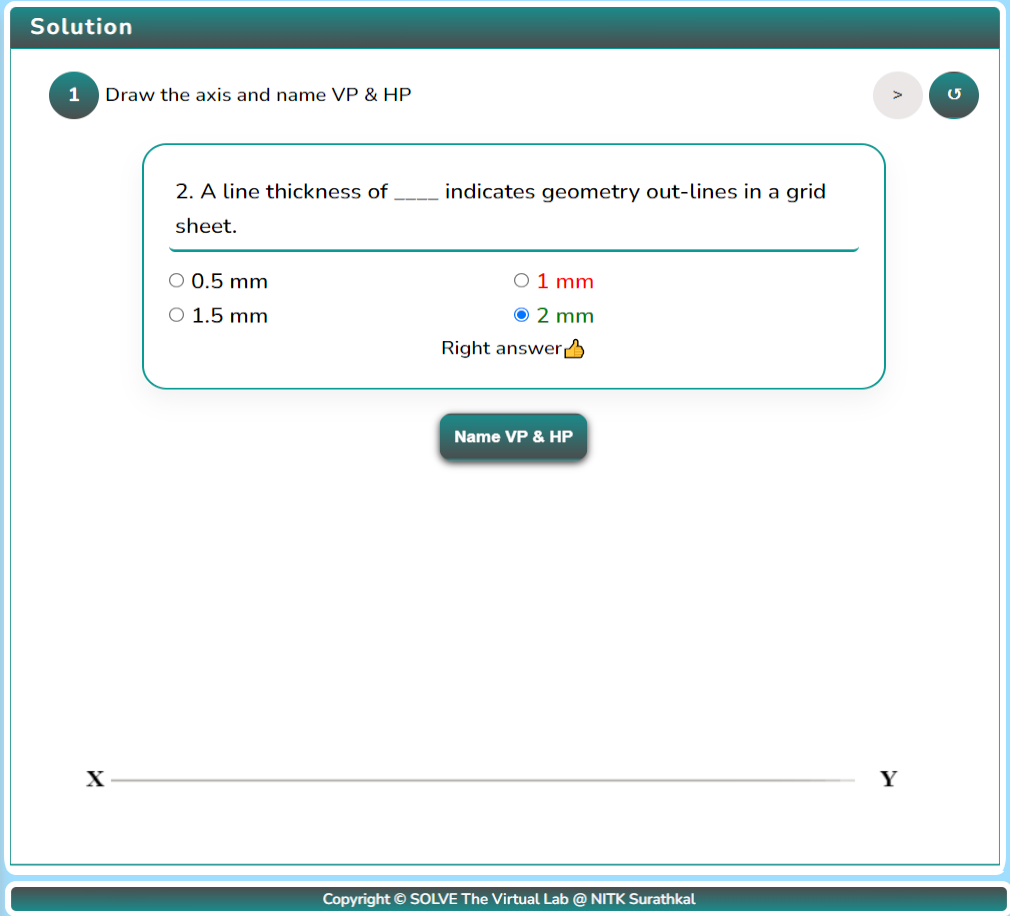 Solution
1 Draw the axis and name VP & HP > ↺
2. A line thickness of ____ indicates geometry out-lines in a grid
sheet.
0.5 mm 1 mm
1.5 mm 2 mm
Right answer👍
Name VP & HP
X Y
Copyright © SOLVE The Virtual Lab @ NITK Surathkal